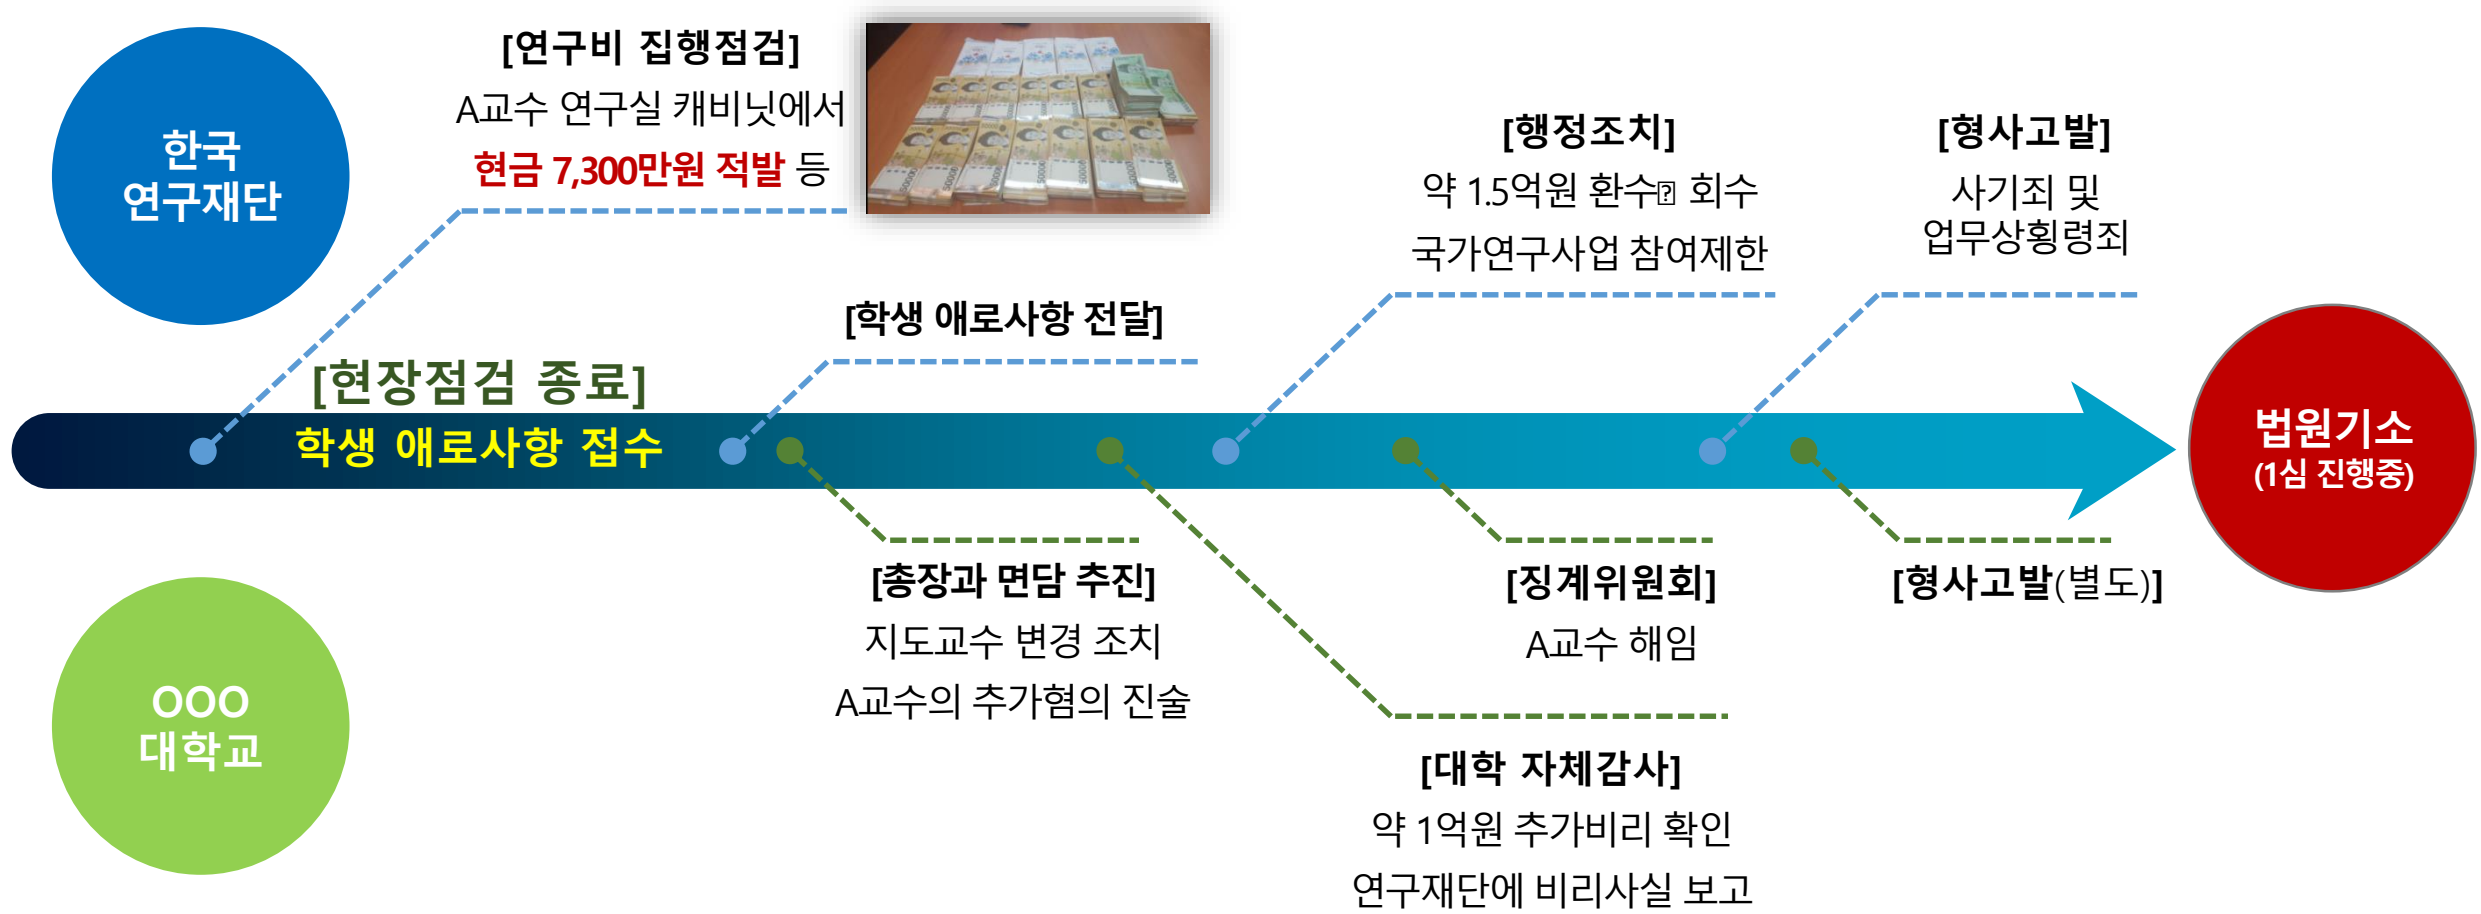 한국
연구재단
[연구비 집행점검]
A교수 연구실 캐비닛에서
현금 7,300만원 적발 등
[현장점검 종료]
학생 애로사항 접수
[학생 애로사항 전달]
[행정조치]
약 1.5억원 환수 회수
국가연구사업 참여제한
[형사고발]
사기죄 및
업무상횡령죄
법원기소
(1심 진행중)
OOO
대학교
[총장과 면담 추진]
지도교수 변경 조치
A교수의 추가혐의 진술
[대학 자체감사]
약 1억원 추가비리 확인
연구재단에 비리사실 보고
[징계위원회]
A교수 해임
[형사고발(별도)]